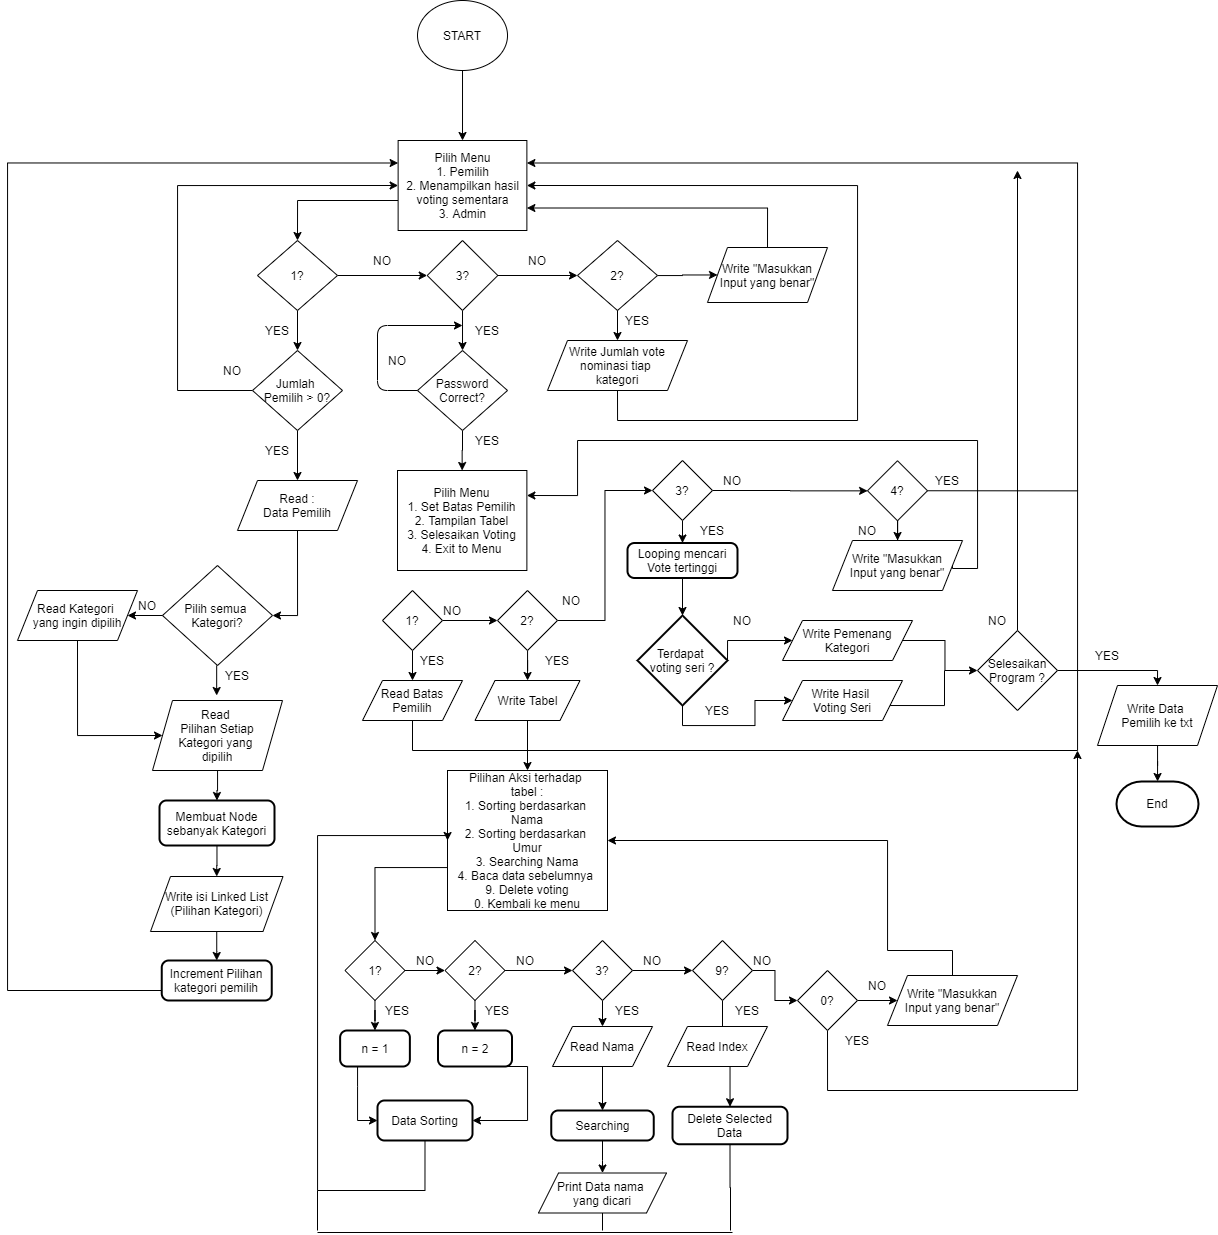 START
Pilih Menu
1. Pemilih
2. Menampilkan hasil
voting sementara
3. Admin
1?
NO
3?
NO
2?
Write "Masukkan
Input yang benar"
YES
YES
YES
NO
Jumlah
Pemilih > 0?
NO
Password
Correct?
Write Jumlah vote
nominasi tiap
kategori
YES
YES
Read :
Data Pemilih
Pilih Menu
1. Set Batas Pemilih
2. Tampilan Tabel
3. Selesaikan Voting
4. Exit to Menu
3?
NO
4?
YES
YES
NO
Looping mencari
Vote tertinggi
Write "Masukkan
Input yang benar"
Read Kategori
yang ingin dipilih
NO
Pilih semua
Kategori?
YES
1?
NO
2?
NO
YES
YES
Read Batas
Pemilih
Write Tabel
Terdapat
voting seri ?
NO
YES
Write Pemenang
Kategori
Write Hasil
Voting Seri
NO
Selesaikan
Program ?
YES
Write Data
Pemilih ke txt
End
Read
Pilihan Setiap
Kategori yang
dipilih
Membuat Node
sebanyak Kategori
Write isi Linked List
(Pilihan Kategori)
Increment Pilihan
kategori pemilih
Pilihan Aksi terhadap
tabel :
1. Sorting berdasarkan
Nama
2. Sorting berdasarkan
Umur
3. Searching Nama
4. Baca data sebelumnya
9. Delete voting
0. Kembali ke menu
1?
NO
2?
NO
3?
NO
9?
NO
0?
NO
Write "Masukkan
Input yang benar"
YES
YES
YES
YES
YES
n = 1
n = 2
Read Nama
Read Index
Data Sorting
Searching
Delete Selected
Data
Print Data nama
yang dicari